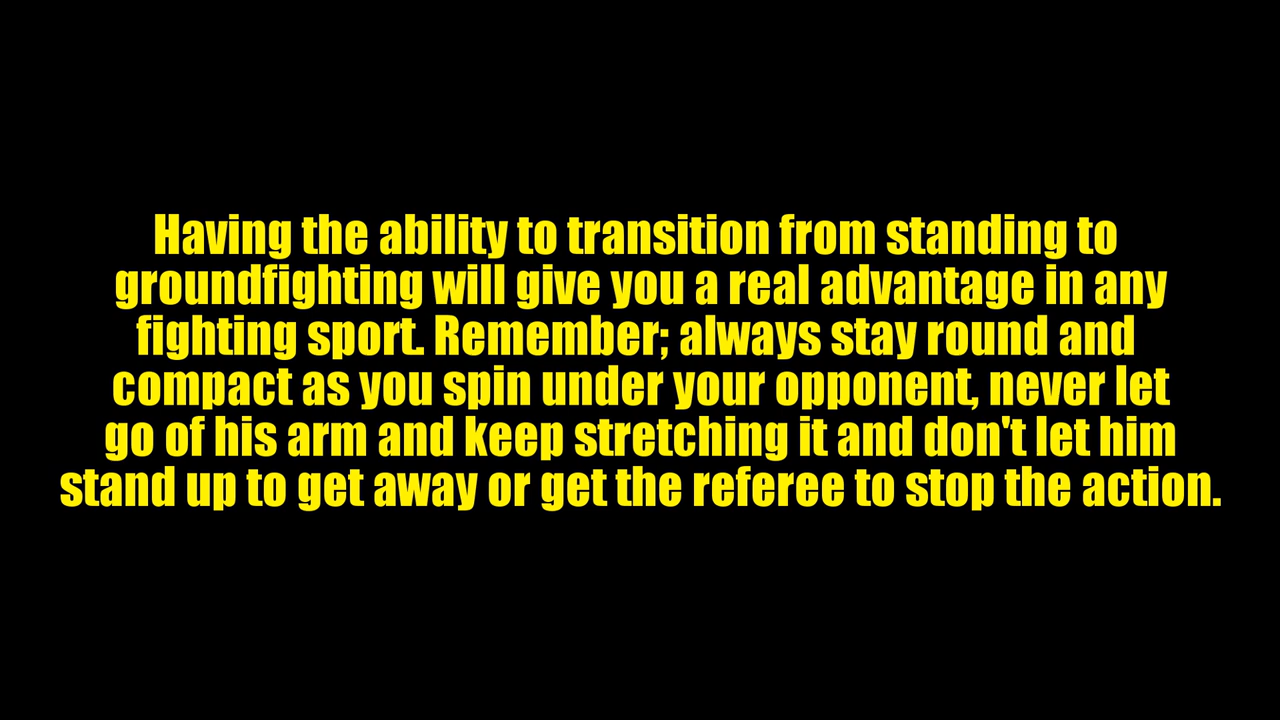 Having the ability to transition from standing to
groundfighting will give you a real advantage in any
fighting sport. Remember; always stay round and
compact as you spin under your opponent, never let
go of his arm and keep stretching it and don't let him
stand up to get away or get the referee to stop the action.